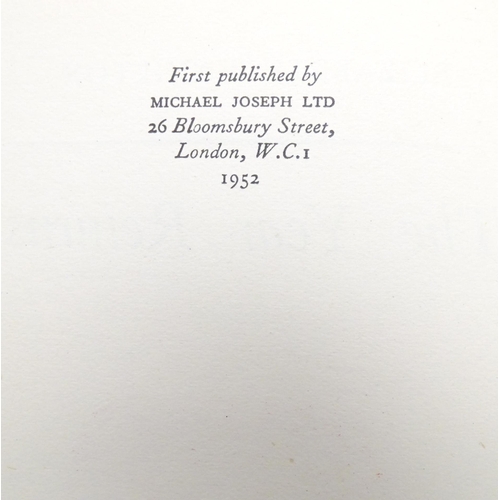 First published by
MICHAEL JOSEPH LTD
26 Bloomsbury Street,
London, W.C.1
1952